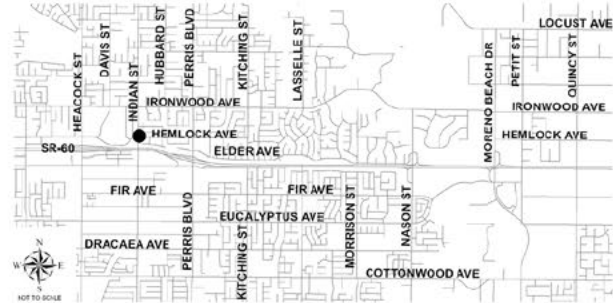 LOCUST AVE
HEACOCK ST
DAVIS ST
INDIAN ST
HUBBARD ST
PERRIS BLVD
KITCHING ST
LASSELLE ST
MORENO BEACH DR
PETIT ST
QUINCY ST
IRONWOOD AVE
IRONWOOD AVE
HEMLOCK AVE
HEMLOCK AVE
SR-60
ELDER AVE
FIR AVE
FIR AVE
PERRIS BLVD
EUCALYPTUS AVE
KITCHING ST
MORRISON ST
NASON ST
DRACAEA AVE
COTTONWOOD AVE
N
W
E
S
NOT TO SCALE